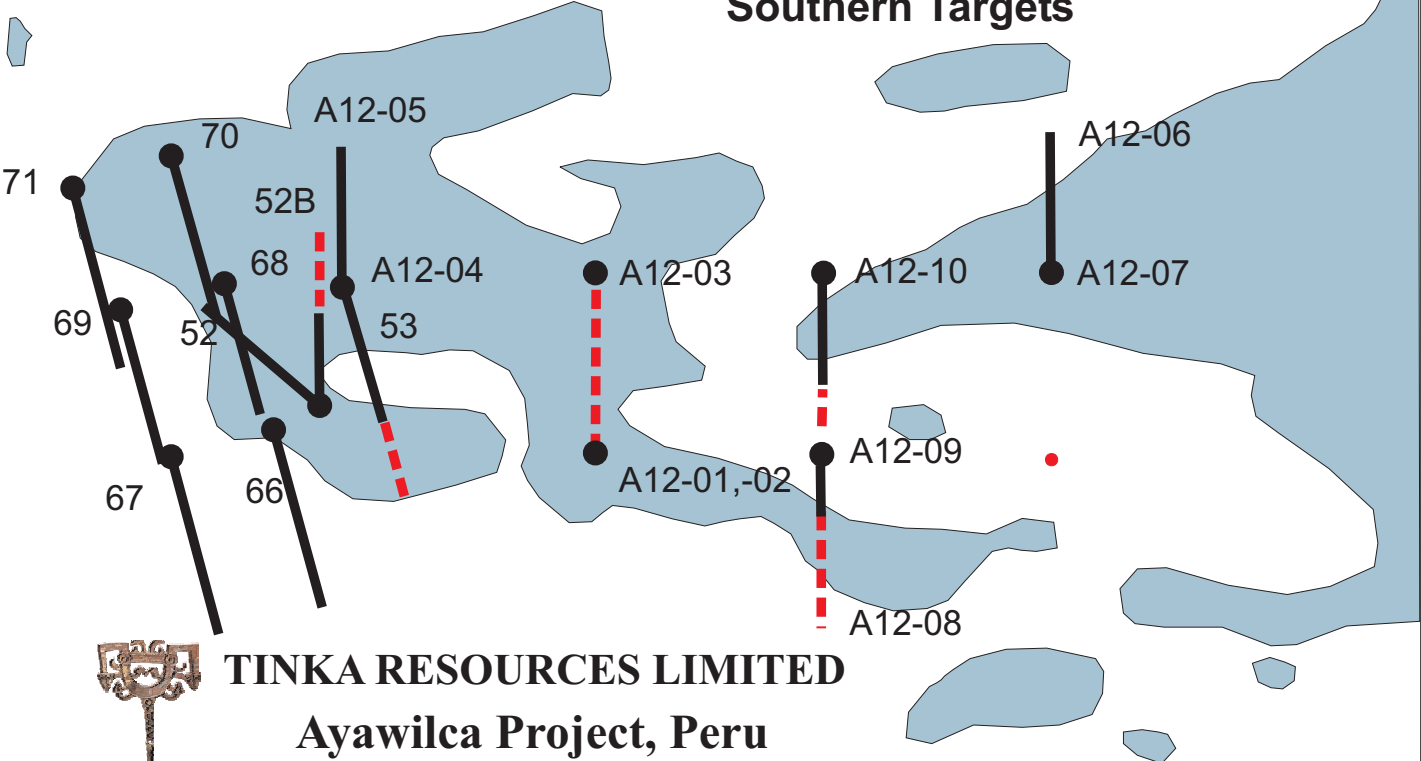 Southern Targets
A12-05
70
A12-06
71
52B
68
A12-04
A12-03
A12-10
A12-07
69
52
53
A12-09
67
66
A12-01,-02
A12-08
TINKA RESOURCES LIMITED
Ayawilca Project, Peru